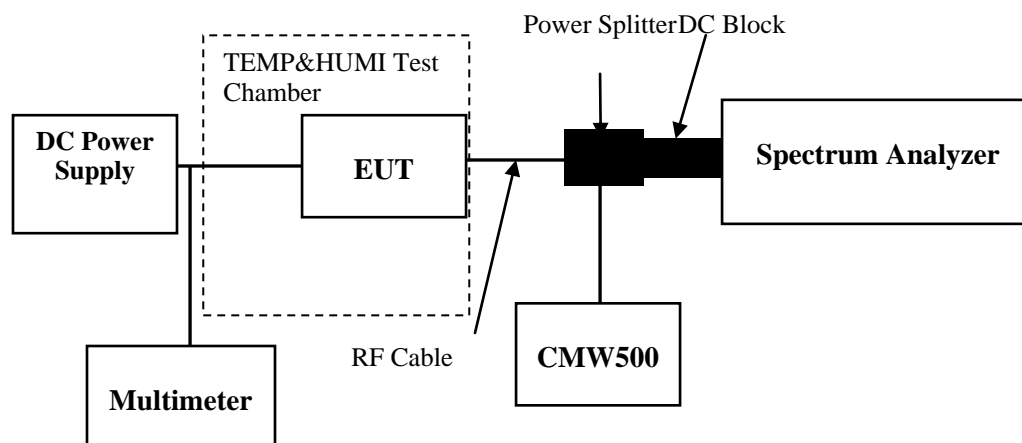 Power SplitterDC Block
TEMP&HUMI Test
Chamber
DC Power
Supply
EUT
Spectrum Analyzer
RF Cable
CMW500
Multimeter